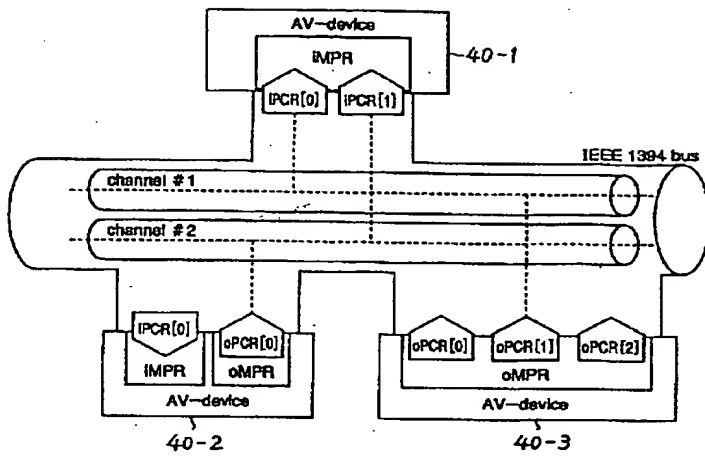 AV-device
iMPR
40-1
iPCR[0]
iPCR[1]
IEEE 1394 bus
channel #1
channel #2
iPCR[0]
oPCR[0]
oPCR[0]
oPCR[1]
oPCR[2]
iMPR
oMPR
oMPR
AV-device
AV-device
40-2
40-3